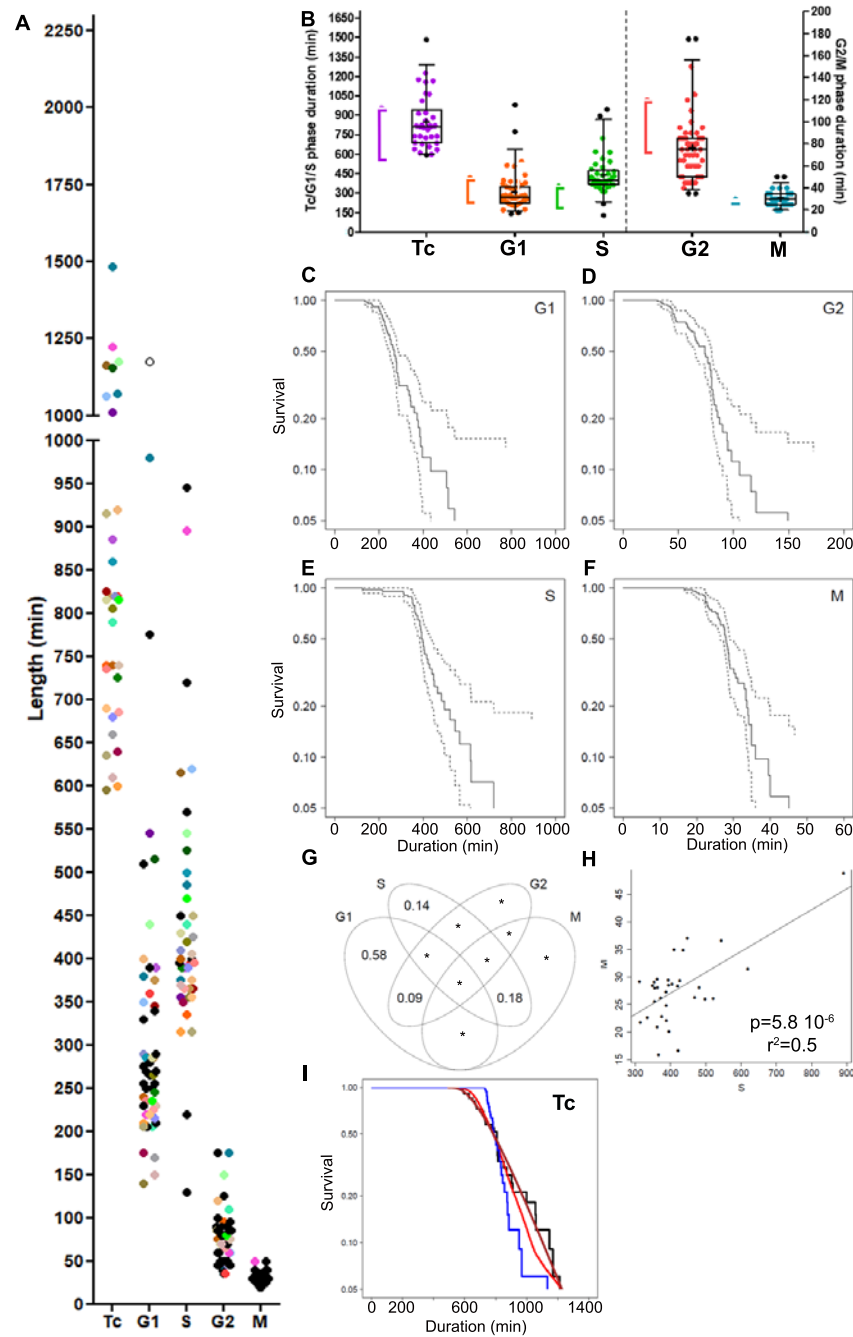 A
2250
2000
1750
1500
1250
1000
1000
950
900
850
800
750
700
650
600
550
500
450
400
350
300
250
200
150
100
50
0
Length (min)
Tc G1 S G2 M
B
1650
1500
1350
1200
1050
900
750
600
450
300
150
0
Tc/G1/S phase duration (min)
200
180
160
140
120
100
80
60
40
20
0
G2/M phase duration (min)
Tc G1 S G2 M
C
G1
1.00
0.50
0.20
0.10
0.05
Survival
0 200 400 600 800 1000
D
G2
1.00
0.50
0.20
0.10
0.05
0 50 100 150 200
E
S
1.00
0.50
0.20
0.10
0.05
Survival
0 200 400 600 800 1000
Duration (min)
F
M
1.00
0.50
0.20
0.10
0.05
0 10 20 30 40 50 60
Duration (min)
G
S G2
G1 M
0.14 *
* *
0.58 * * *
*
0.09 0.18
*
H
45
40
35
30
25
20
15
M
p=5.8 10⁻⁶
r²=0.5
300 400 500 600 700 800 900
S
I
Tc
1.00
0.50
0.20
0.10
0.05
Survival
0 200 600 1000 1400
Duration (min)